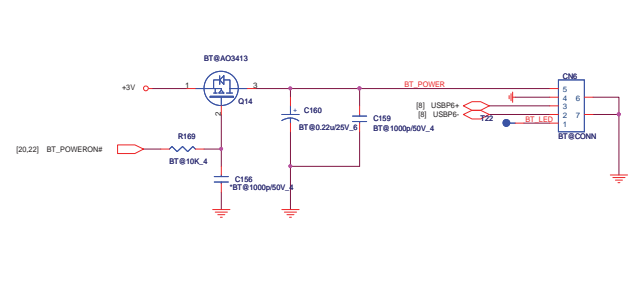 BT@AO3413
+3V
1
3
Q14
2
BT_POWER
CN6
5
4
3
2
1
6
7
BT@CONN
[8] USBP6+
[8] USBP6-
T22
BT_LED
C160
+
BT@0.22u/25V_6
C159
BT@1000p/50V_4
[20,22] BT_POWERON#
R169
BT@10K_4
C156
*BT@1000p/50V_4